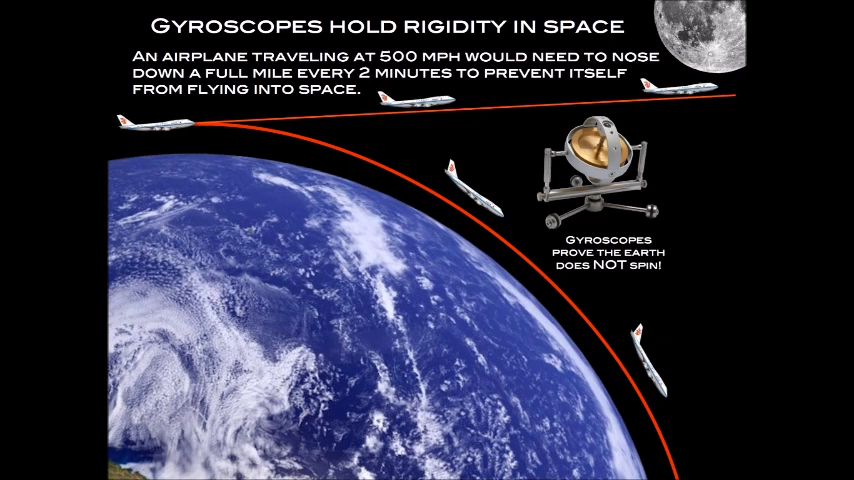 Gyroscopes hold rigidity in space
An airplane traveling at 500 mph would need to nose
down a full mile every 2 minutes to prevent itself
from flying into space.
Gyroscopes
prove the earth
does NOT spin!